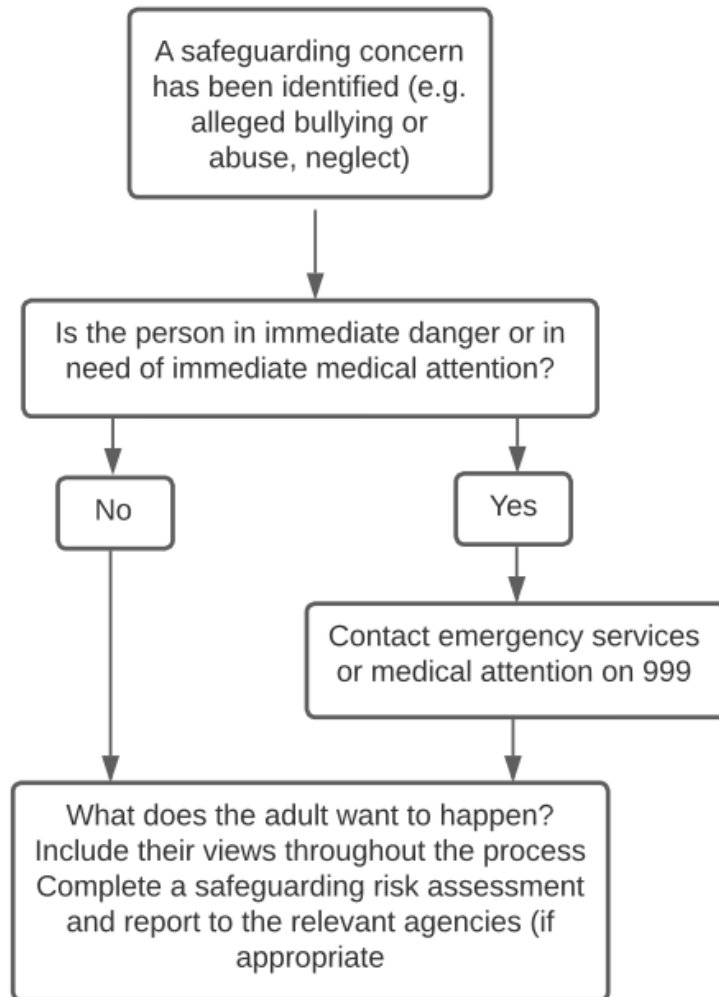 A safeguarding concern
has been identified (e.g.
alleged bullying or
abuse, neglect)
Is the person in immediate danger or in
need of immediate medical attention?
No
Yes
Contact emergency services
or medical attention on 999
What does the adult want to happen?
Include their views throughout the process
Complete a safeguarding risk assessment
and report to the relevant agencies (if
appropriate